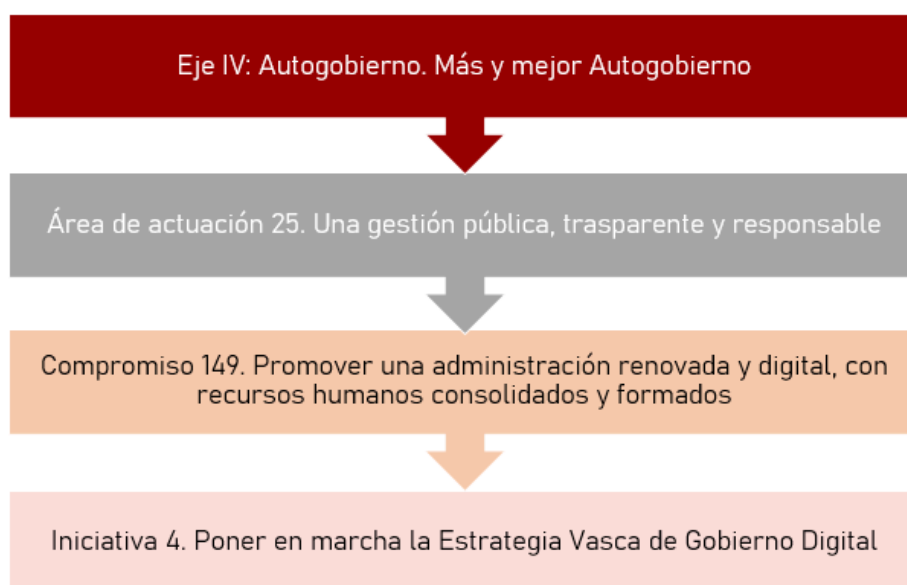 Eje IV: Autogobierno. Más y mejor Autogobierno
Área de actuación 25. Una gestión pública, trasparente y responsable
Compromiso 149. Promover una administración renovada y digital, con
recursos humanos consolidados y formados
Iniciativa 4. Poner en marcha la Estrategia Vasca de Gobierno Digital